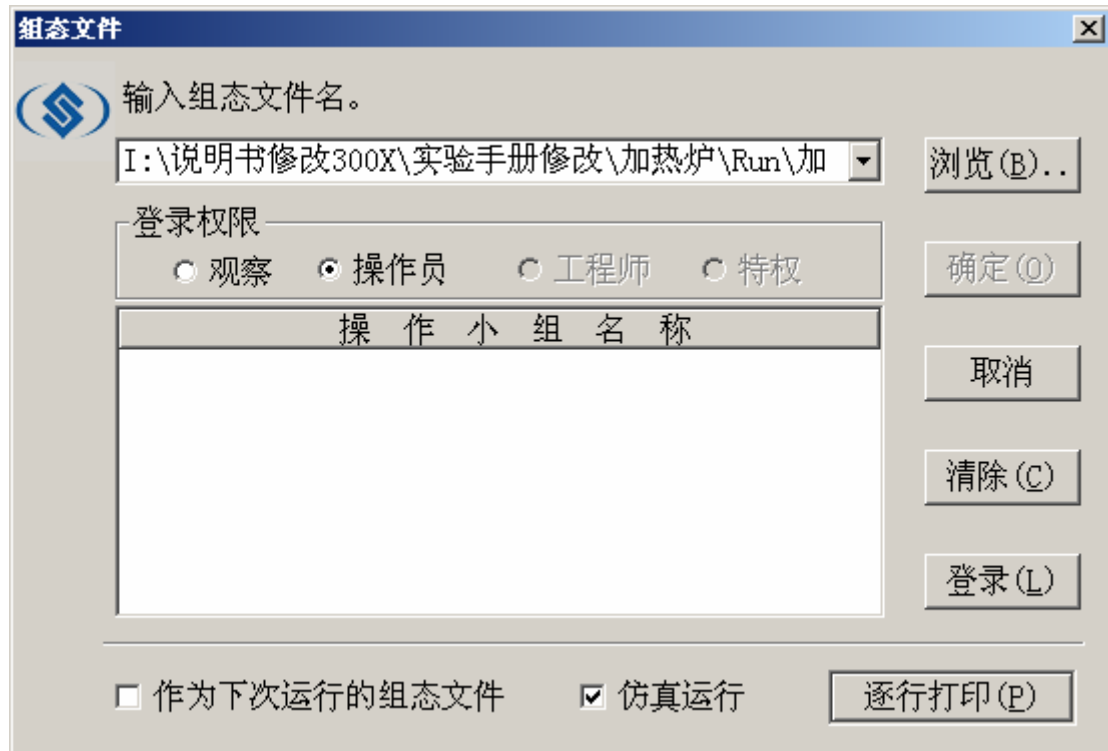 组态文件
输入组态文件名。
I:\说明书修改300X\实验手册修改\加热炉\Run\加
浏览(B)..
登录权限
观察 操作员 工程师 特权
确定(O)
操 作 小 组 名 称
取消
清除(C)
登录(L)
作为下次运行的组态文件 仿真运行 逐行打印(P)